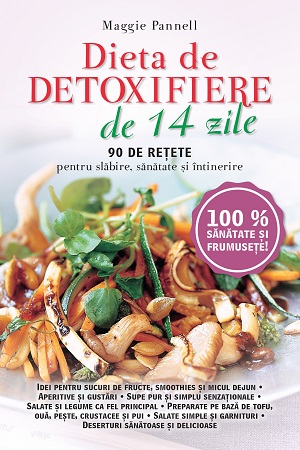 Maggie Pannell
Dieta de
DETOXIFIERE
de 14 zile
90 DE REȚETE
pentru slăbire, sănătate și întinerire
100 %
SĂNĂTATE ȘI
FRUMUSEȚE!
IDEI PENTRU SUCURI DE FRUCTE, SMOOTHIES ȘI MICUL DEJUN •
APERITIVE ȘI GUSTĂRI • SUPE PUR ȘI SIMPLU SENZAȚIONALE •
SALATE ȘI LEGUME CA FEL PRINCIPAL • PREPARATE PE BAZĂ DE TOFU,
OUĂ, PEȘTE, CRUSTACEE ȘI PUI • SALATE SIMPLE ȘI GARNITURI •
DESERTURI SĂNĂTOASE ȘI DELICIOASE